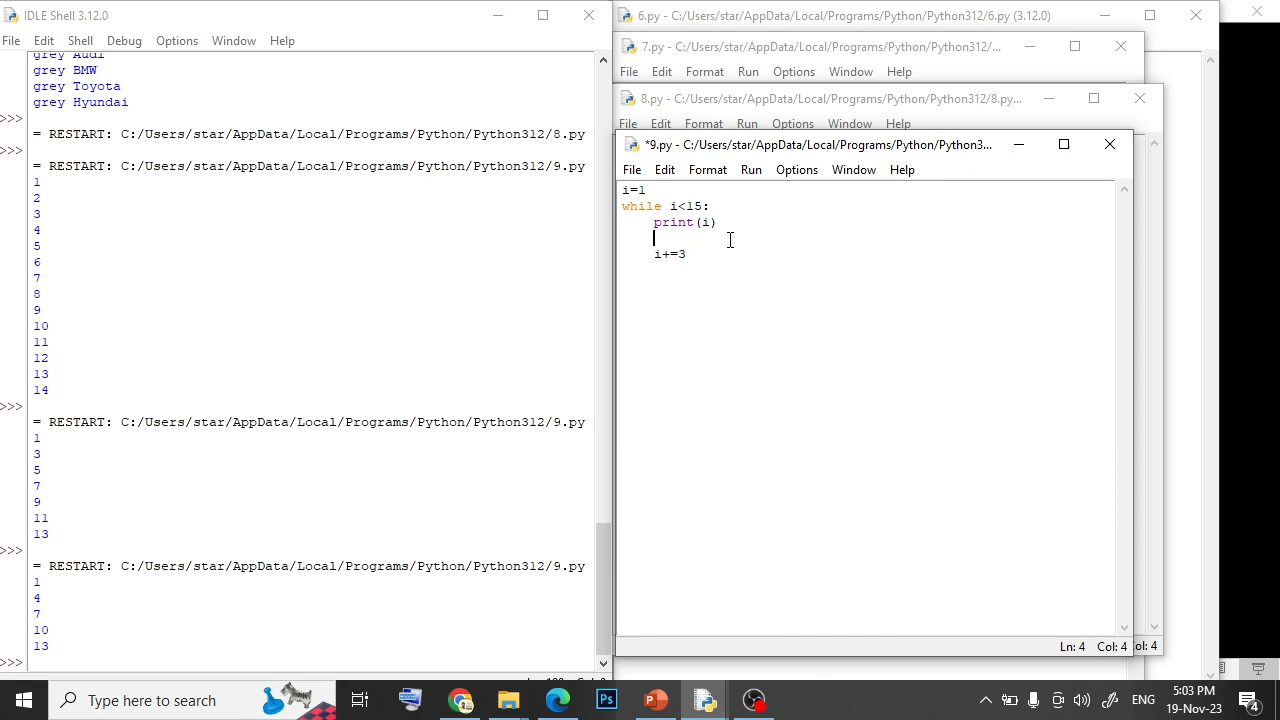 IDLE Shell 3.12.0
File Edit Shell Debug Options Window Help
grey Audi
grey BMW
grey Toyota
grey Hyundai
>>>
= RESTART: C:/Users/star/AppData/Local/Programs/Python/Python312/8.py
>>>
= RESTART: C:/Users/star/AppData/Local/Programs/Python/Python312/9.py
1
2
3
4
5
6
7
8
9
10
11
12
13
14
>>>
= RESTART: C:/Users/star/AppData/Local/Programs/Python/Python312/9.py
1
3
5
7
9
11
13
>>>
= RESTART: C:/Users/star/AppData/Local/Programs/Python/Python312/9.py
1
4
7
10
13
>>>
6.py - C:/Users/star/AppData/Local/Programs/Python/Python312/6.py (3.12.0)
7.py - C:/Users/star/AppData/Local/Programs/Python/Python312/...
File Edit Format Run Options Window Help
8.py - C:/Users/star/AppData/Local/Programs/Python/Python312/8.py...
File Edit Format Run Options Window Help
*9.py - C:/Users/star/AppData/Local/Programs/Python/Python3...
File Edit Format Run Options Window Help
i=1
while i<15:
    print(i)
    i+=3
Ln: 4 Col: 4
ol: 4
Type here to search
Ps
ENG
5:03 PM
19-Nov-23
4